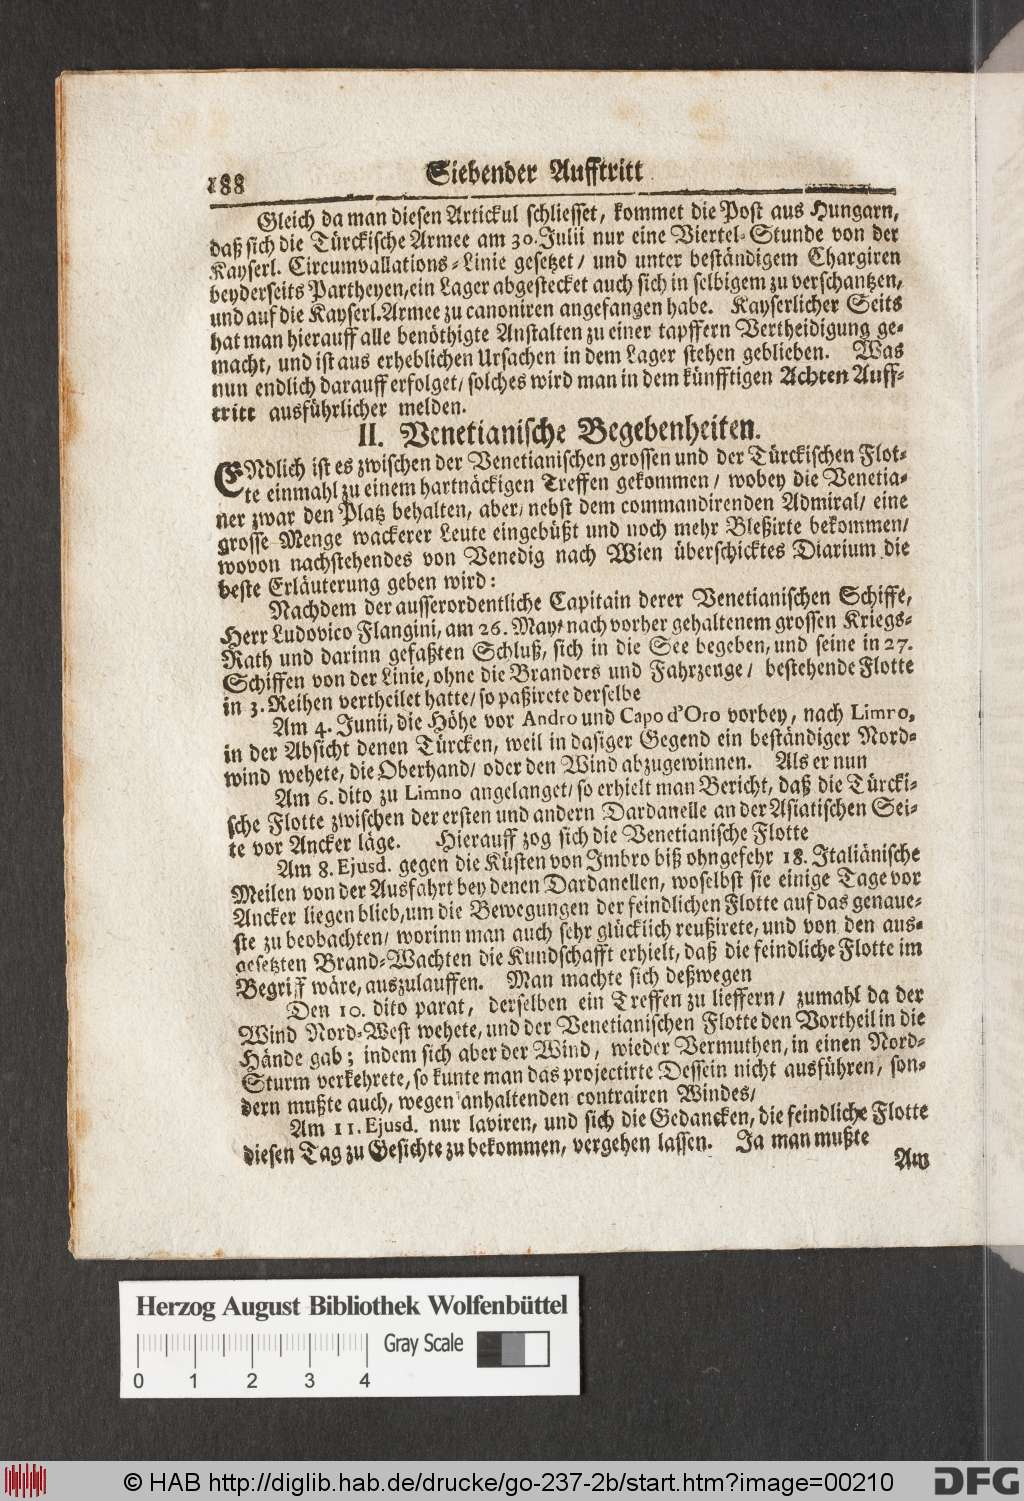 188
Siebender Aufftritt
Gleich da man diesen Artickul schliesset, kommet die Post aus Hungarn,
daß sich die Türckische Armee am 30. Julii nur eine Viertel-Stunde von der
Kayserl. Circumvallations-Linie gesetzet/ und unter beständigem Chargiren
beyderseits Partheyen, ein Lager abgestecket auch sich in selbigem zu verschantzen,
und auf die Kayserl. Armee zu canoniren angefangen habe. Kayserlicher Seits
hat man hierauff alle benöthigte Anstalten zu einer tapffern Vertheidigung ge-
macht, und ist aus erheblichen Ursachen in dem Lager stehen geblieben. Was
nun endlich darauff erfolget/ solches wird man in dem künfftigen Achten Auff-
tritt ausführlicher melden.
II. Venetianische Begebenheiten.
ENdlich ist es zwischen der Venetianischen grossen und der Türckischen Flot-
te einmahl zu einem hartnäckigen Treffen gekommen/ wobey die Venetia-
ner zwar den Platz behalten, aber/ nebst dem commandirenden Admiral/ eine
grosse Menge wackerer Leute eingebüßt und noch mehr Bleßirte bekommen/
wovon nachstehendes von Venedig nach Wien überschicktes Diarium die
beste Erläuterung geben wird:
Nachdem der ausserordentliche Capitain derer Venetianischen Schiffe,
Herr Ludovico Flangini, am 26. May/ nach vorher gehaltenem grossen Kriegs-
Rath und darinn gefaßten Schluß, sich in die See begeben, und seine in 27.
Schiffen von der Linie, ohne die Branders und Fahrzeuge/ bestehende Flotte
in 3. Reihen vertheilet hatte/ so paßirete derselbe
Am 4. Junii, die Höhe vor Andro und Capo d'Oro vorbey, nach Limro,
in der Absicht denen Türcken, weil in dasiger Gegend ein beständiger Nord-
wind wehete, die Oberhand/ oder den Wind abzugewinnen. Als er nun
Am 6. dito zu Limno angelanget/ so erhielt man Bericht, daß die Türcki-
sche Flotte zwischen der ersten und andern Dardanelle an der Asiatischen Sei-
te vor Ancker läge. Hierauff zog sich die Venetianische Flotte
Am 8. Ejusd. gegen die Küsten von Imbro biß ohngefehr 18. Italiänische
Meilen von der Ausfahrt bey denen Dardanellen, woselbst sie einige Tage vor
Ancker liegen blieb, um die Bewegungen der feindlichen Flotte auf das genaue-
ste zu beobachten/ worinn man auch sehr glücklich reußirete, und von den aus-
gesetzten Brand-Wachten die Kundschafft erhielt, daß die feindliche Flotte im
Begriff wäre, auszulauffen. Man machte sich deßwegen
Den 10. dito parat, derselben ein Treffen zu lieffern/ zumahl da der
Wind Nord-West wehete, und der Venetianischen Flotte den Vortheil in die
Hände gab; indem sich aber der Wind, wieder Vermuthen, in einen Nord-
Sturm verkehrete, so kunte man das projectirte Dessein nicht ausführen/ son-
dern mußte auch, wegen anhaltenden contrairen Windes/
Am 11. Ejusd. nur laviren, und sich die Gedancken, die feindliche Flotte
diesen Tag zu Gesichte zu bekommen, vergehen lassen. Ja man mußte
Am
Herzog August Bibliothek Wolfenbüttel
Gray Scale
0 1 2 3 4
© HAB http://diglib.hab.de/drucke/go-237-2b/start.htm?image=00210
DFG